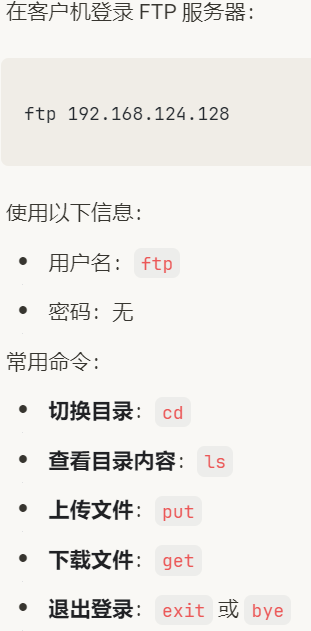 在客户机登录 FTP 服务器：
ftp 192.168.124.128
使用以下信息：
用户名：ftp
密码：无
常用命令：
切换目录：cd
查看目录内容：ls
上传文件：put
下载文件：get
退出登录：exit 或 bye